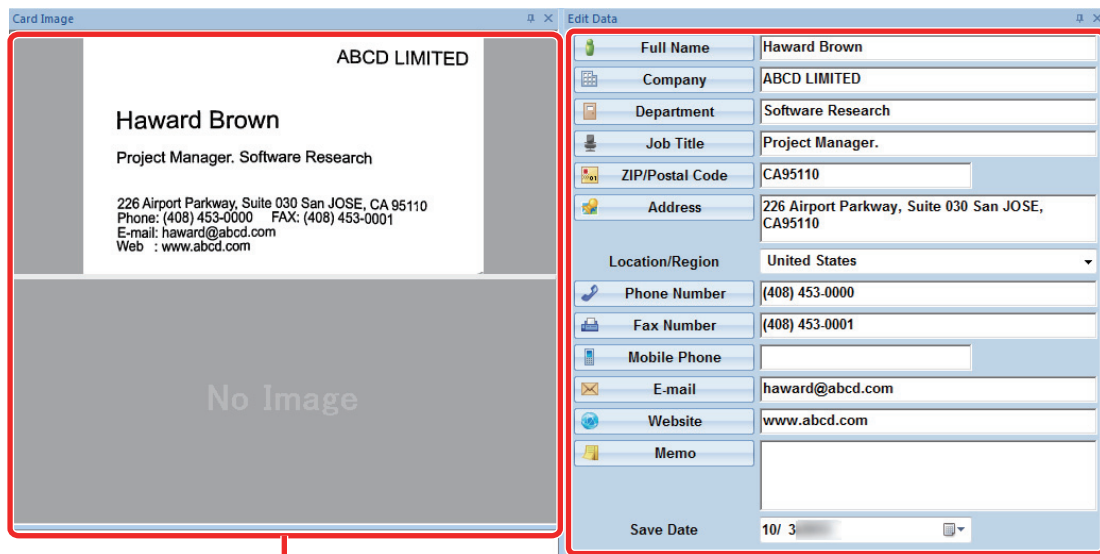 Card Image
ABCD LIMITED
Haward Brown
Project Manager. Software Research
226 Airport Parkway, Suite 030 San JOSE, CA 95110
Phone: (408) 453-0000 FAX: (408) 453-0001
E-mail: haward@abcd.com
Web : www.abcd.com
No Image
Edit Data
Full Name Haward Brown
Company ABCD LIMITED
Department Software Research
Job Title Project Manager.
ZIP/Postal Code CA95110
Address 226 Airport Parkway, Suite 030 San JOSE,
CA95110
Location/Region United States
Phone Number (408) 453-0000
Fax Number (408) 453-0001
Mobile Phone
E-mail haward@abcd.com
Website www.abcd.com
Memo
Save Date 10/ 3